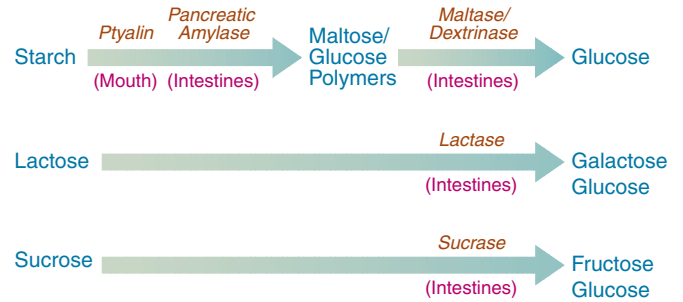 Ptyalin
Pancreatic
Amylase
Maltase/
Dextrinase
Starch
Maltose/
Glucose
Polymers
Glucose
(Mouth) (Intestines)
(Intestines)
Lactase
Lactose
Galactose
Glucose
(Intestines)
Sucrase
Sucrose
Fructose
Glucose
(Intestines)